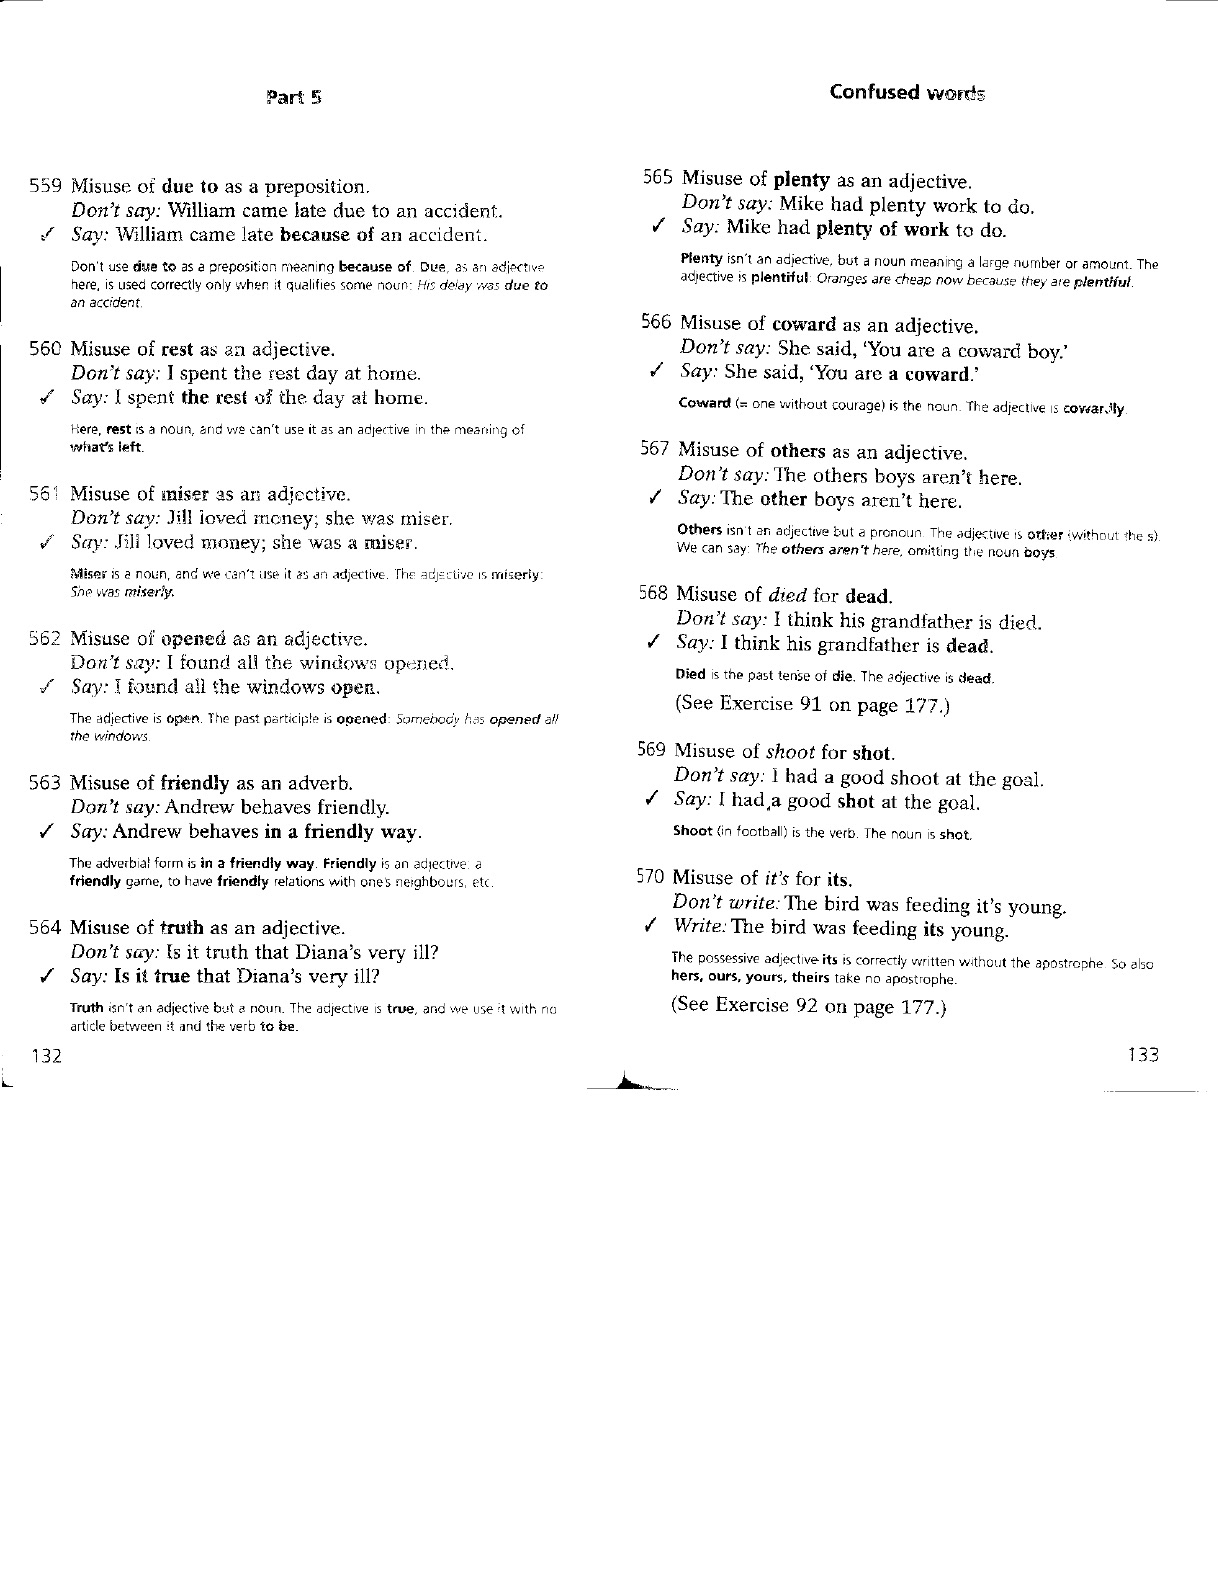 Part 5
559 Misuse of due to as a preposition.
Don't say: William came late due to an accident.
✓ Say: William came late because of an accident.
Don't use due to as a preposition meaning because of. Due, as an adjective
here, is used correctly only when it qualifies some noun: His delay was due to
an accident.
560 Misuse of rest as an adjective.
Don't say: I spent the rest day at home.
✓ Say: I spent the rest of the day at home.
Here, rest is a noun, and we can't use it as an adjective in the meaning of
what's left.
561 Misuse of miser as an adjective.
Don't say: Jill loved money; she was miser.
✓ Say: Jill loved money; she was a miser.
Miser is a noun, and we can't use it as an adjective. The adjective is miserly:
She was miserly.
562 Misuse of opened as an adjective.
Don't say: I found all the windows opened.
✓ Say: I found all the windows open.
The adjective is open. The past participle is opened: Somebody has opened all
the windows.
563 Misuse of friendly as an adverb.
Don't say: Andrew behaves friendly.
✓ Say: Andrew behaves in a friendly way.
The adverbial form is in a friendly way. Friendly is an adjective: a
friendly game, to have friendly relations with one's neighbours, etc.
564 Misuse of truth as an adjective.
Don't say: Is it truth that Diana's very ill?
✓ Say: Is it true that Diana's very ill?
Truth isn't an adjective but a noun. The adjective is true, and we use it with no
article between it and the verb to be.
132
Confused words
565 Misuse of plenty as an adjective.
Don't say: Mike had plenty work to do.
✓ Say: Mike had plenty of work to do.
Plenty isn't an adjective, but a noun meaning a large number or amount. The
adjective is plentiful: Oranges are cheap now because they are plentiful.
566 Misuse of coward as an adjective.
Don't say: She said, 'You are a coward boy.'
✓ Say: She said, 'You are a coward.'
Coward (= one without courage) is the noun. The adjective is cowardly.
567 Misuse of others as an adjective.
Don't say: The others boys aren't here.
✓ Say: The other boys aren't here.
Others isn't an adjective but a pronoun. The adjective is other (without the s).
We can say: The others aren't here, omitting the noun boys.
568 Misuse of died for dead.
Don't say: I think his grandfather is died.
✓ Say: I think his grandfather is dead.
Died is the past tense of die. The adjective is dead.
(See Exercise 91 on page 177.)
569 Misuse of shoot for shot.
Don't say: I had a good shoot at the goal.
✓ Say: I had a good shot at the goal.
Shoot (in football) is the verb. The noun is shot.
570 Misuse of it's for its.
Don't write: The bird was feeding it's young.
✓ Write: The bird was feeding its young.
The possessive adjective its is correctly written without the apostrophe. So also
hers, ours, yours, theirs take no apostrophe.
(See Exercise 92 on page 177.)
133